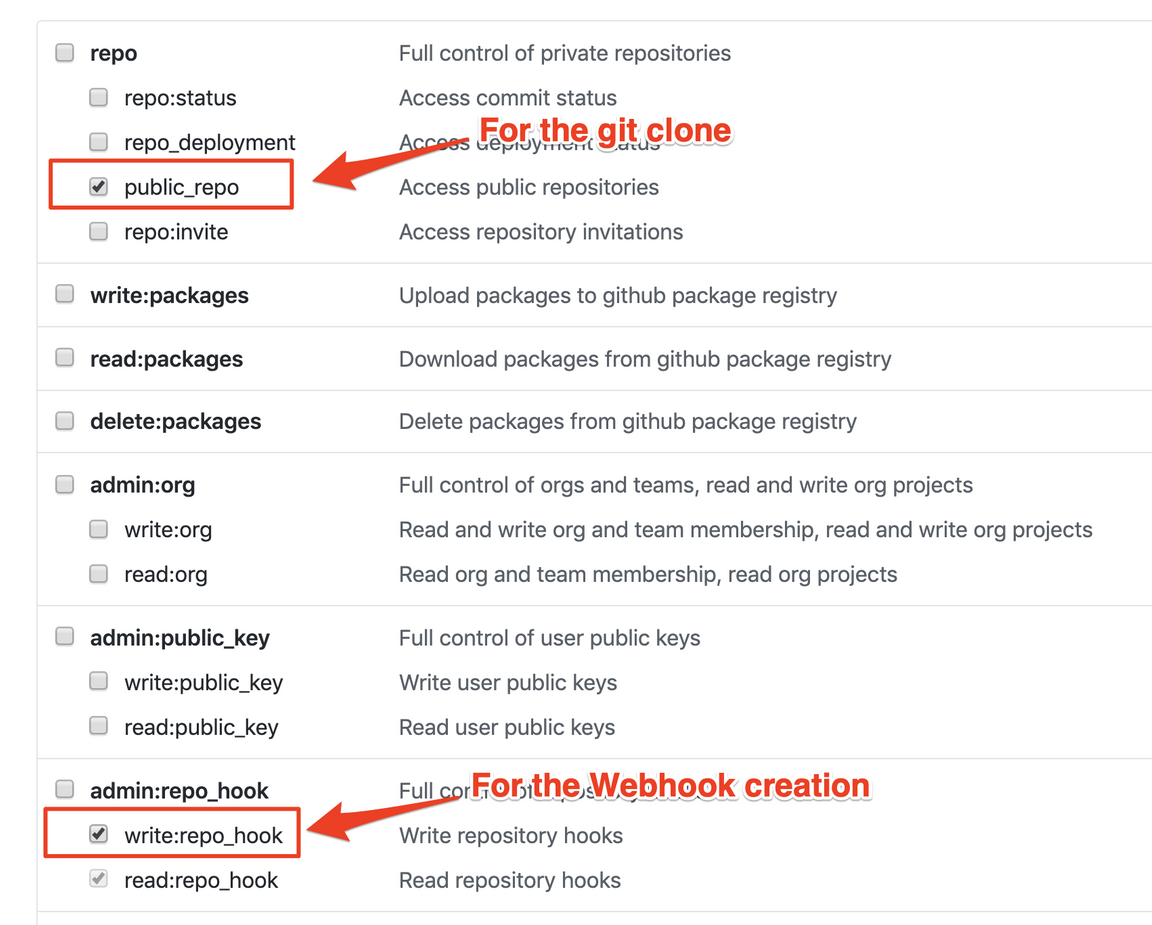 repo Full control of private repositories
repo:status Access commit status
For the git clone
repo_deployment Access deployment status
public_repo Access public repositories
repo:invite Access repository invitations
write:packages Upload packages to github package registry
read:packages Download packages from github package registry
delete:packages Delete packages from github package registry
admin:org Full control of orgs and teams, read and write org projects
write:org Read and write org and team membership, read and write org projects
read:org Read org and team membership, read org projects
admin:public_key Full control of user public keys
write:public_key Write user public keys
read:public_key Read user public keys
For the Webhook creation
admin:repo_hook Full control of
write:repo_hook Write repository hooks
read:repo_hook Read repository hooks